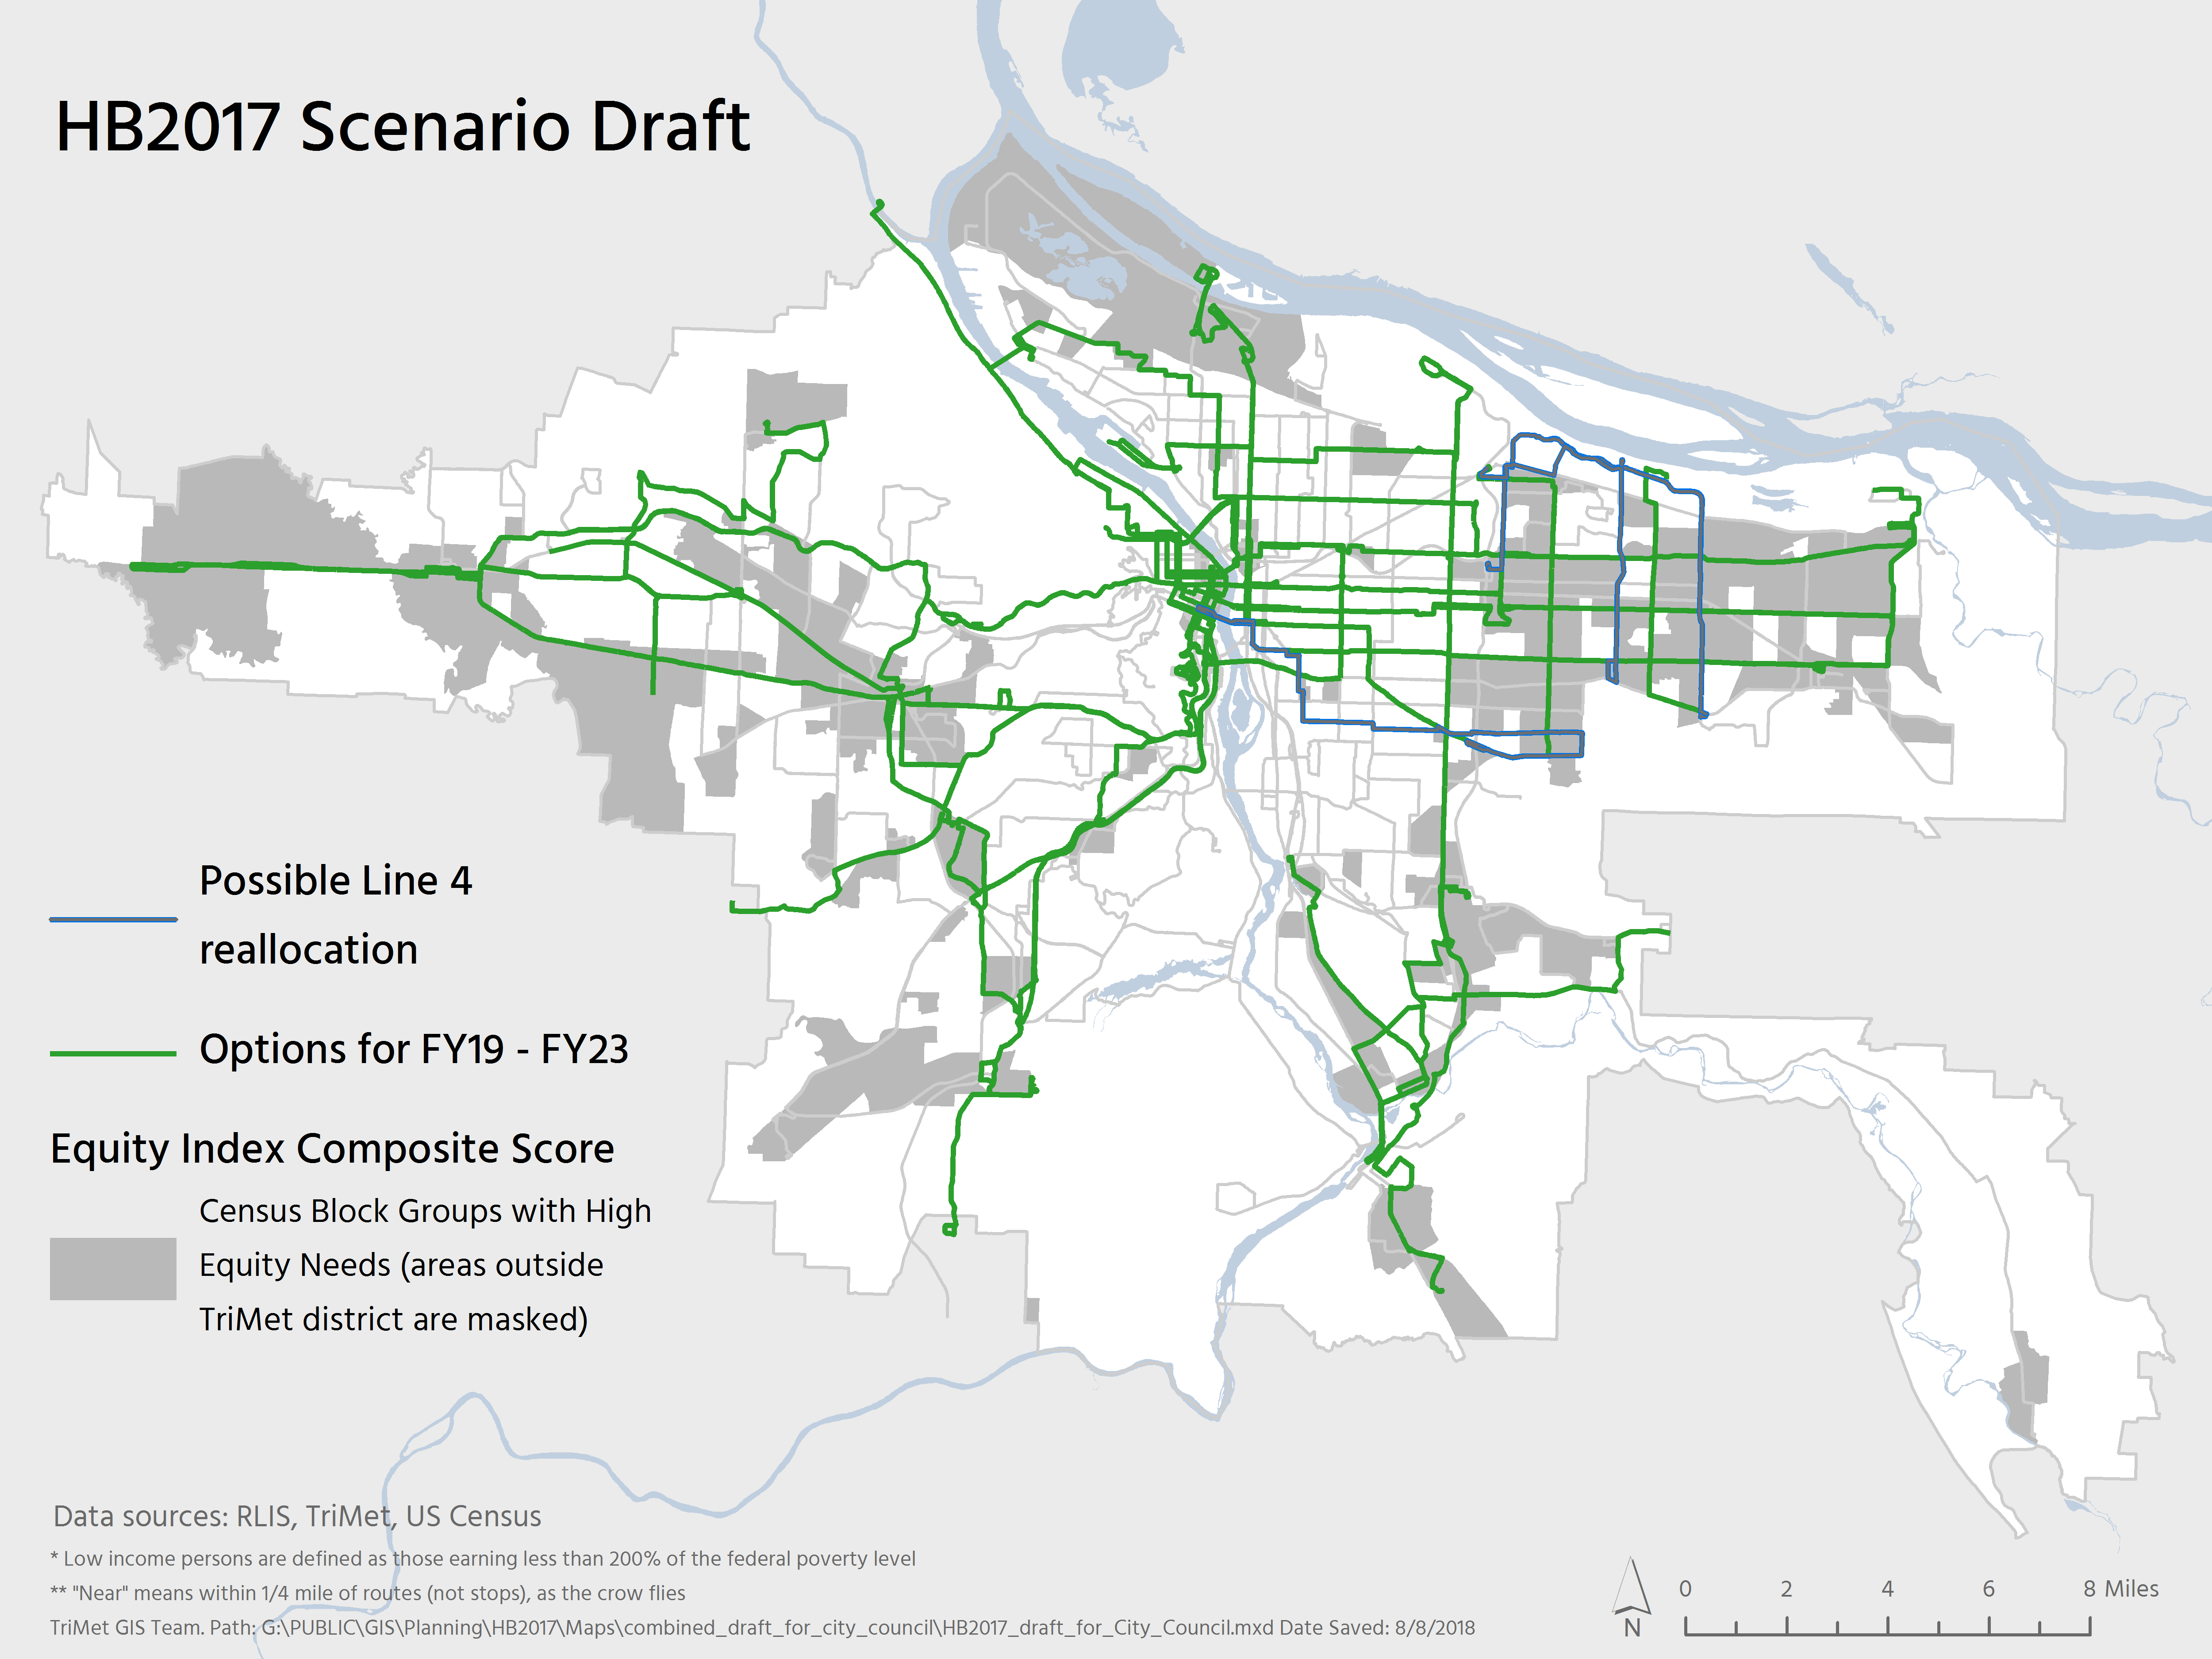 HB2017 Scenario Draft
Possible Line 4
reallocation
Options for FY19 - FY23
Equity Index Composite Score
Census Block Groups with High
Equity Needs (areas outside
TriMet district are masked)
Data sources: RLIS, TriMet, US Census
* Low income persons are defined as those earning less than 200% of the federal poverty level
** "Near" means within 1/4 mile of routes (not stops), as the crow flies
TriMet GIS Team. Path: G:\PUBLIC\GIS\Planning\HB2017\Maps\combined_draft_for_city_council\HB2017_draft_for_City_Council.mxd Date Saved: 8/8/2018
N
0 2 4 6 8 Miles